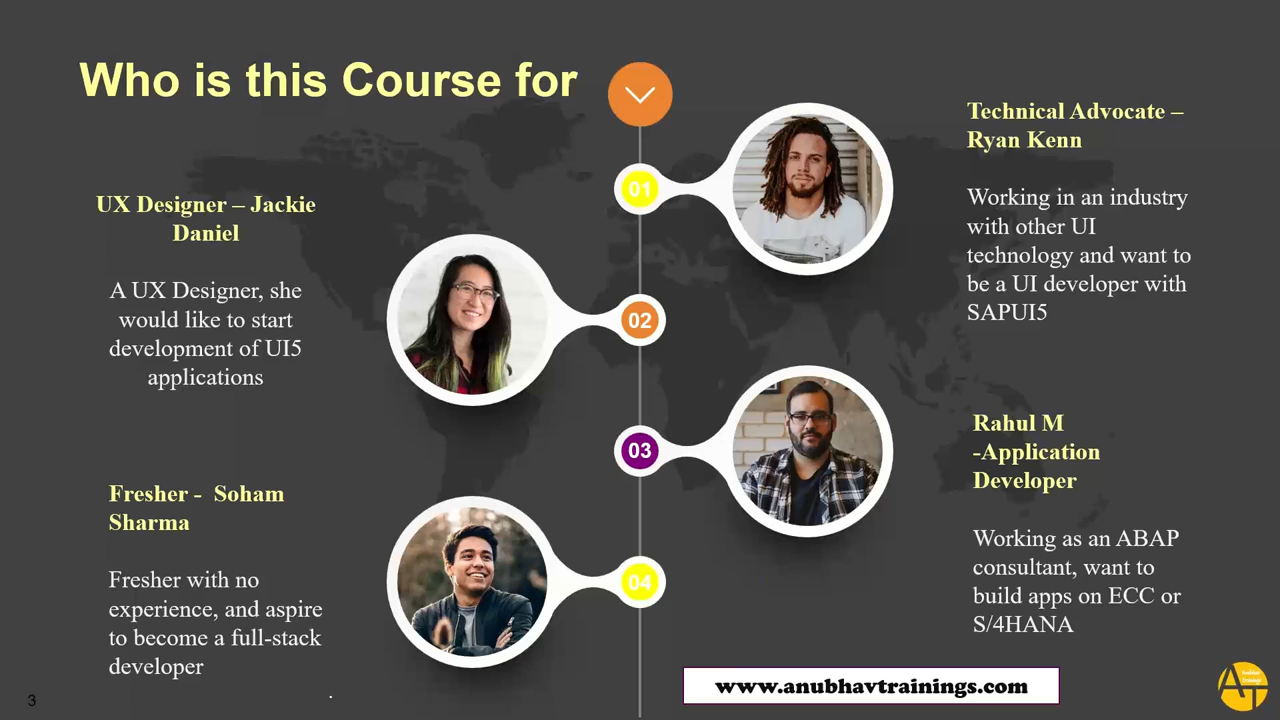 Who is this Course for
01
Technical Advocate –
Ryan Kenn
Working in an industry
with other UI
technology and want to
be a UI developer with
SAPUI5
UX Designer – Jackie
Daniel
A UX Designer, she
would like to start
development of UI5
applications
02
03
Rahul M
-Application
Developer
Working as an ABAP
consultant, want to
build apps on ECC or
S/4HANA
Fresher -  Soham
Sharma
Fresher with no
experience, and aspire
to become a full-stack
developer
04
www.anubhavtrainings.com
3
.
Anubhav
Trainings
AT